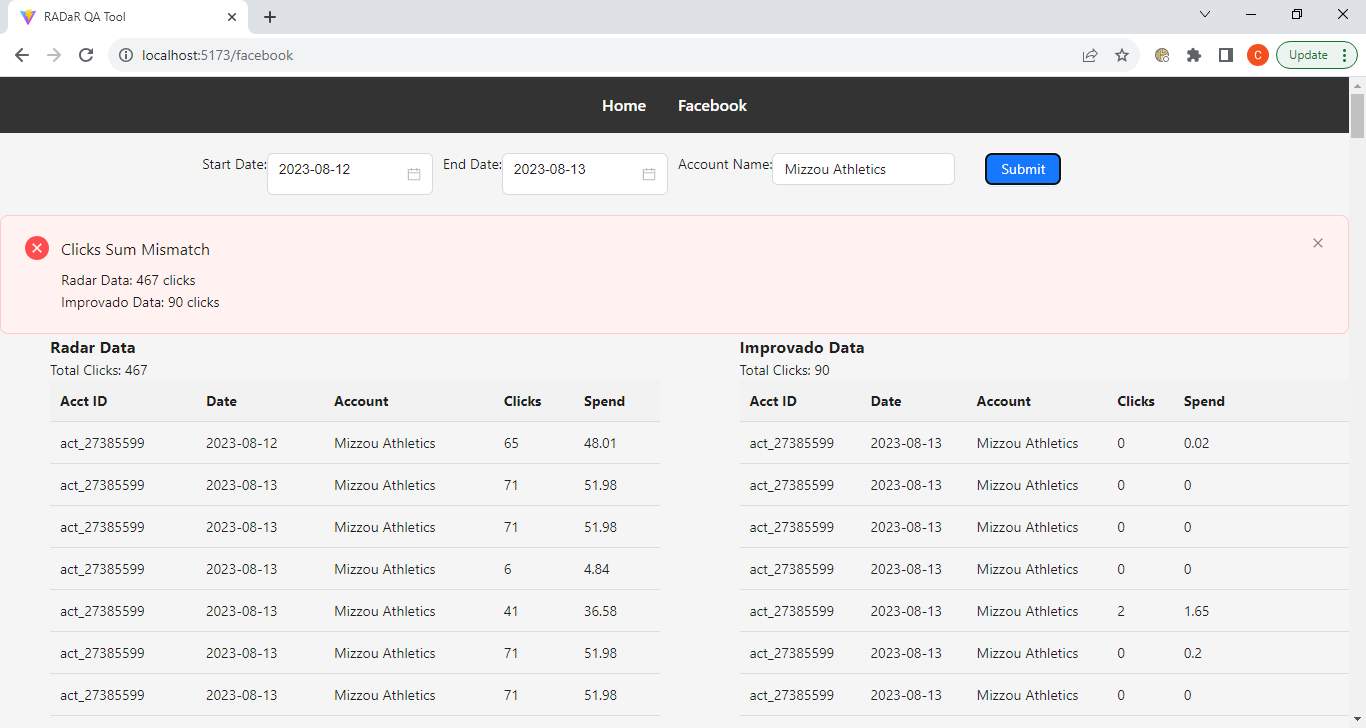 RADaR QA Tool
localhost:5173/facebook
C
Update
Home Facebook
Start Date: 2023-08-12 End Date: 2023-08-13 Account Name: Mizzou Athletics Submit
Clicks Sum Mismatch
Radar Data: 467 clicks
Improvado Data: 90 clicks
Radar Data
Total Clicks: 467
Acct ID Date Account Clicks Spend
act_27385599 2023-08-12 Mizzou Athletics 65 48.01
act_27385599 2023-08-13 Mizzou Athletics 71 51.98
act_27385599 2023-08-13 Mizzou Athletics 71 51.98
act_27385599 2023-08-13 Mizzou Athletics 6 4.84
act_27385599 2023-08-13 Mizzou Athletics 41 36.58
act_27385599 2023-08-13 Mizzou Athletics 71 51.98
act_27385599 2023-08-13 Mizzou Athletics 71 51.98
Improvado Data
Total Clicks: 90
Acct ID Date Account Clicks Spend
act_27385599 2023-08-13 Mizzou Athletics 0 0.02
act_27385599 2023-08-13 Mizzou Athletics 0 0
act_27385599 2023-08-13 Mizzou Athletics 0 0
act_27385599 2023-08-13 Mizzou Athletics 0 0
act_27385599 2023-08-13 Mizzou Athletics 2 1.65
act_27385599 2023-08-13 Mizzou Athletics 0 0.2
act_27385599 2023-08-13 Mizzou Athletics 0 0